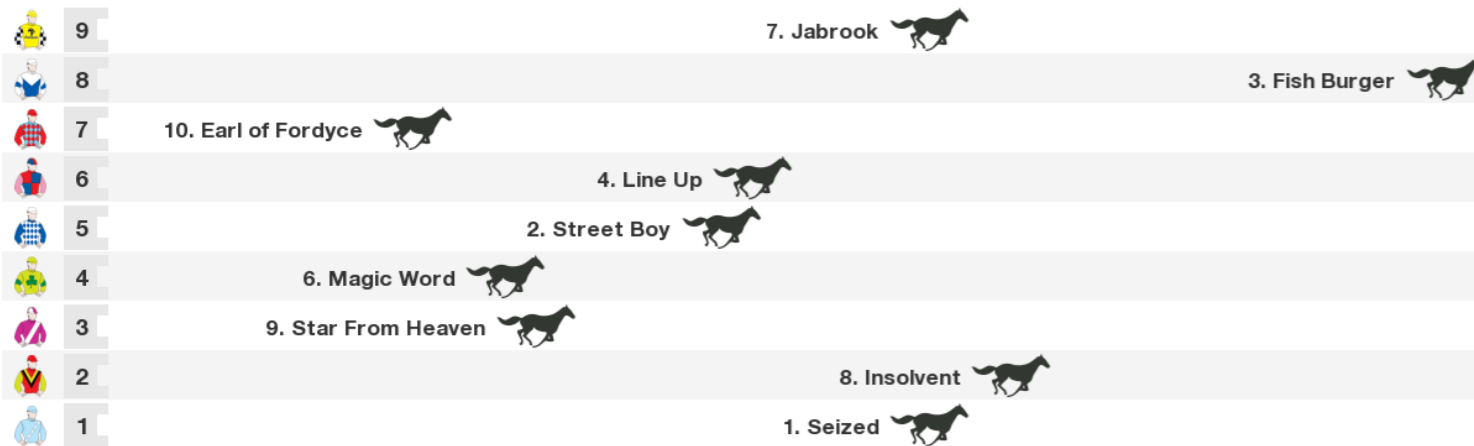 9 7. Jabrook
8 3. Fish Burger
7 10. Earl of Fordyce
6 4. Line Up
5 2. Street Boy
4 6. Magic Word
3 9. Star From Heaven
2 8. Insolvent
1 1. Seized